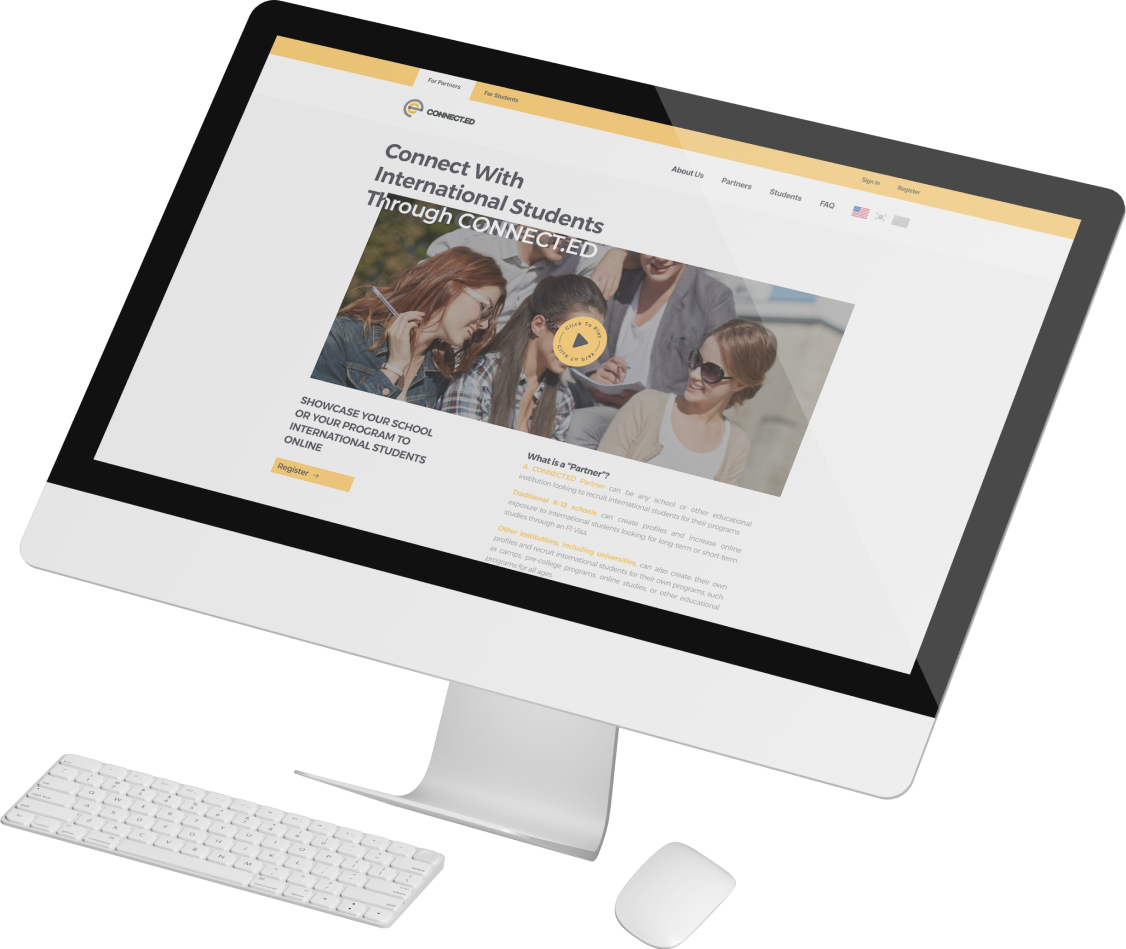 For Partners
For Students
Sign In
Register
CONNECT.ED
About Us
Partners
Students
FAQ
Connect With
International Students
Through CONNECT.ED
Click To Play
Click To Play
SHOWCASE YOUR SCHOOL
OR YOUR PROGRAM TO
INTERNATIONAL STUDENTS
ONLINE
Register →
What is a "Partner"?
A CONNECT.ED Partner can be any school or other educational
institution looking to recruit international students for their programs
Traditional K-12 schools can create profiles and increase online
exposure to international students looking for long-term or short-term
studies through an F1 Visa.
Other institutions, including universities, can also create their own
profiles and recruit international students for their own programs, such
as camps, pre-college programs, online studies, or other educational
programs for all ages.